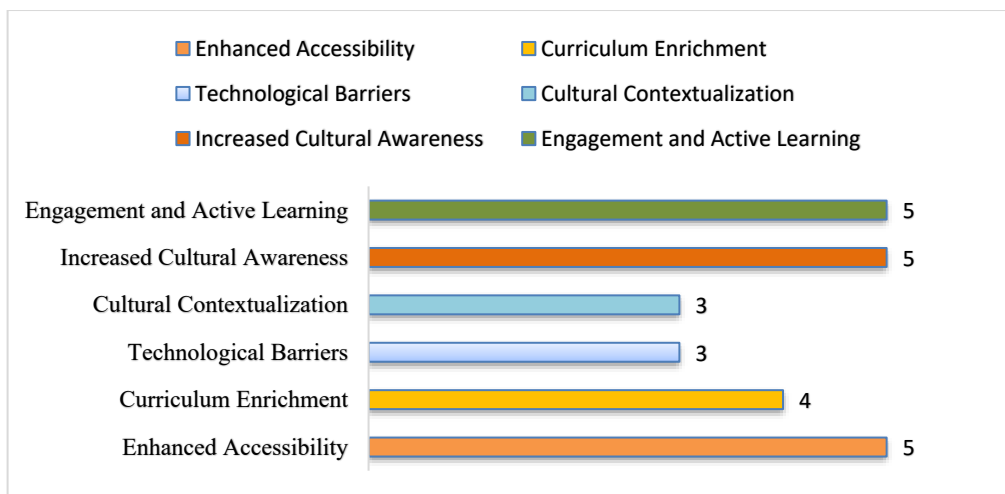 Enhanced Accessibility Curriculum Enrichment
Technological Barriers Cultural Contextualization
Increased Cultural Awareness Engagement and Active Learning
Engagement and Active Learning 5
Increased Cultural Awareness 5
Cultural Contextualization 3
Technological Barriers 3
Curriculum Enrichment 4
Enhanced Accessibility 5